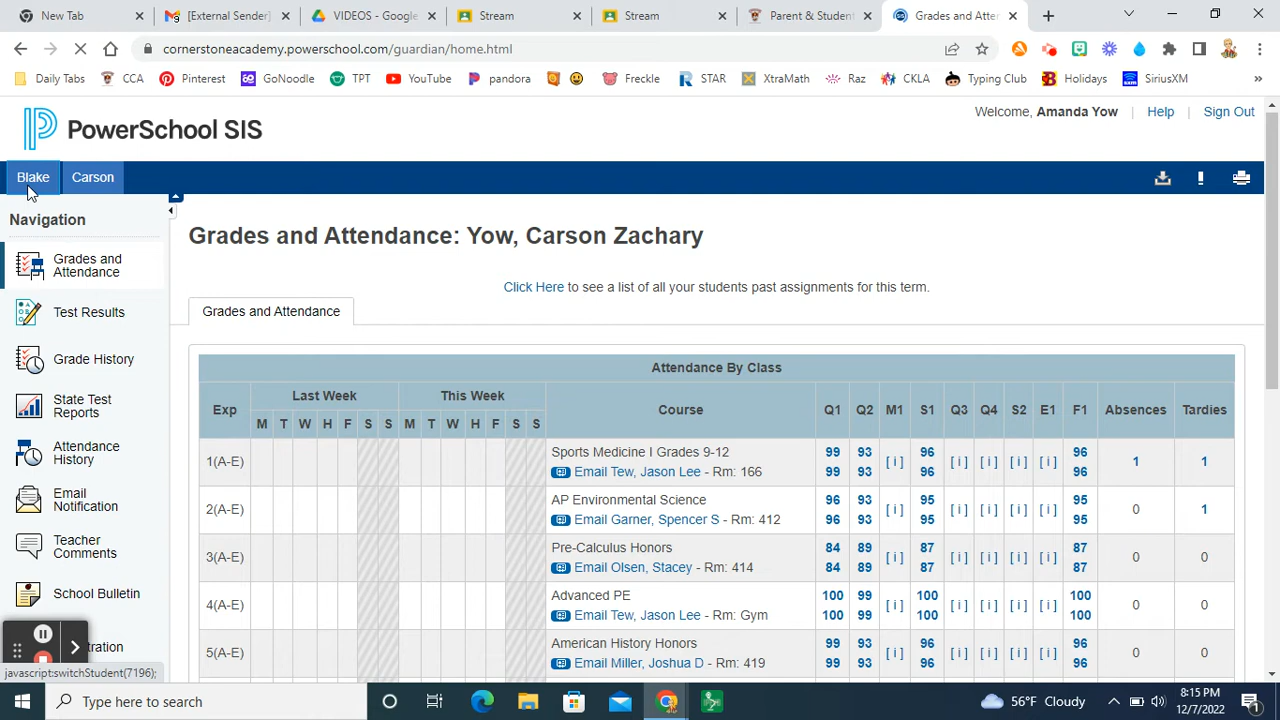 New Tab
[External Sender]
VIDEOS - Google
Stream
Stream
Parent & Student
Grades and Atten
cornerstoneacademy.powerschool.com/guardian/home.html
Daily Tabs
CCA
Pinterest
GoNoodle
TPT
YouTube
pandora
Freckle
STAR
XtraMath
Raz
CKLA
Typing Club
Holidays
SiriusXM
»
PowerSchool SIS
Welcome, Amanda Yow
Help
Sign Out
Blake
Carson
Navigation
Grades and
Attendance
Test Results
Grade History
State Test
Reports
Attendance
History
Email
Notification
Teacher
Comments
School Bulletin
Grades and Attendance: Yow, Carson Zachary
Click Here to see a list of all your students past assignments for this term.
Grades and Attendance
Attendance By Class
Exp Last Week This Week Course Q1 Q2 M1 S1 Q3 Q4 S2 E1 F1 Absences Tardies
M T W H F S S M T W H F S S
1(A-E) Sports Medicine I Grades 9-12 99 93 [ i ] 96 [ i ] [ i ] [ i ] [ i ] 96 1 1
Email Tew, Jason Lee - Rm: 166 99 93 96 96
2(A-E) AP Environmental Science 96 93 [ i ] 95 [ i ] [ i ] [ i ] [ i ] 95 0 1
Email Garner, Spencer S - Rm: 412 96 93 95 95
3(A-E) Pre-Calculus Honors 84 89 [ i ] 87 [ i ] [ i ] [ i ] [ i ] 87 0 0
Email Olsen, Stacey - Rm: 414 84 89 87 87
4(A-E) Advanced PE 100 99 [ i ] 100 [ i ] [ i ] [ i ] [ i ] 100 0 0
Email Tew, Jason Lee - Rm: Gym 100 99 100 100
5(A-E) American History Honors 99 93 [ i ] 96 [ i ] [ i ] [ i ] [ i ] 96 0 0
Email Miller, Joshua D - Rm: 419 99 93 96 96
javascript:switchStudent(7196);
Type here to search
56°F Cloudy
8:15 PM
12/7/2022
1